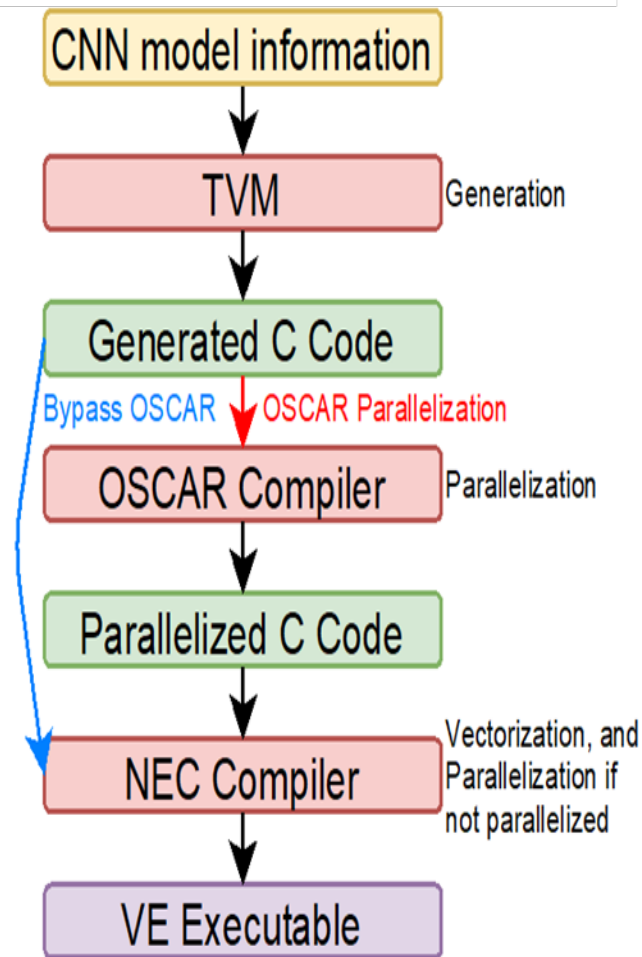 CNN model information
TVM
Generation
Generated C Code
Bypass OSCAR
OSCAR Parallelization
OSCAR Compiler
Parallelization
Parallelized C Code
NEC Compiler
Vectorization, and
Parallelization if
not parallelized
VE Executable